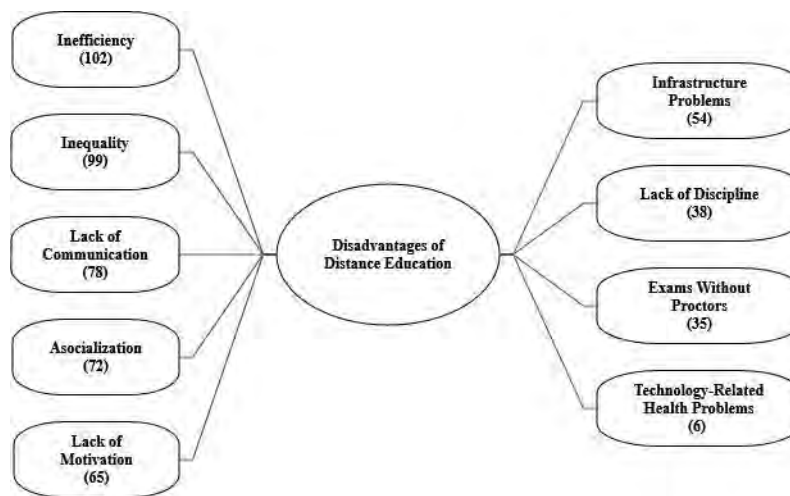 Inefficiency
(102)
Inequality
(99)
Lack of
Communication
(78)
Asocialization
(72)
Lack of
Motivation
(65)
Disadvantages of
Distance Education
Infrastructure
Problems
(54)
Lack of Discipline
(38)
Exams Without
Proctors
(35)
Technology-Related
Health Problems
(6)